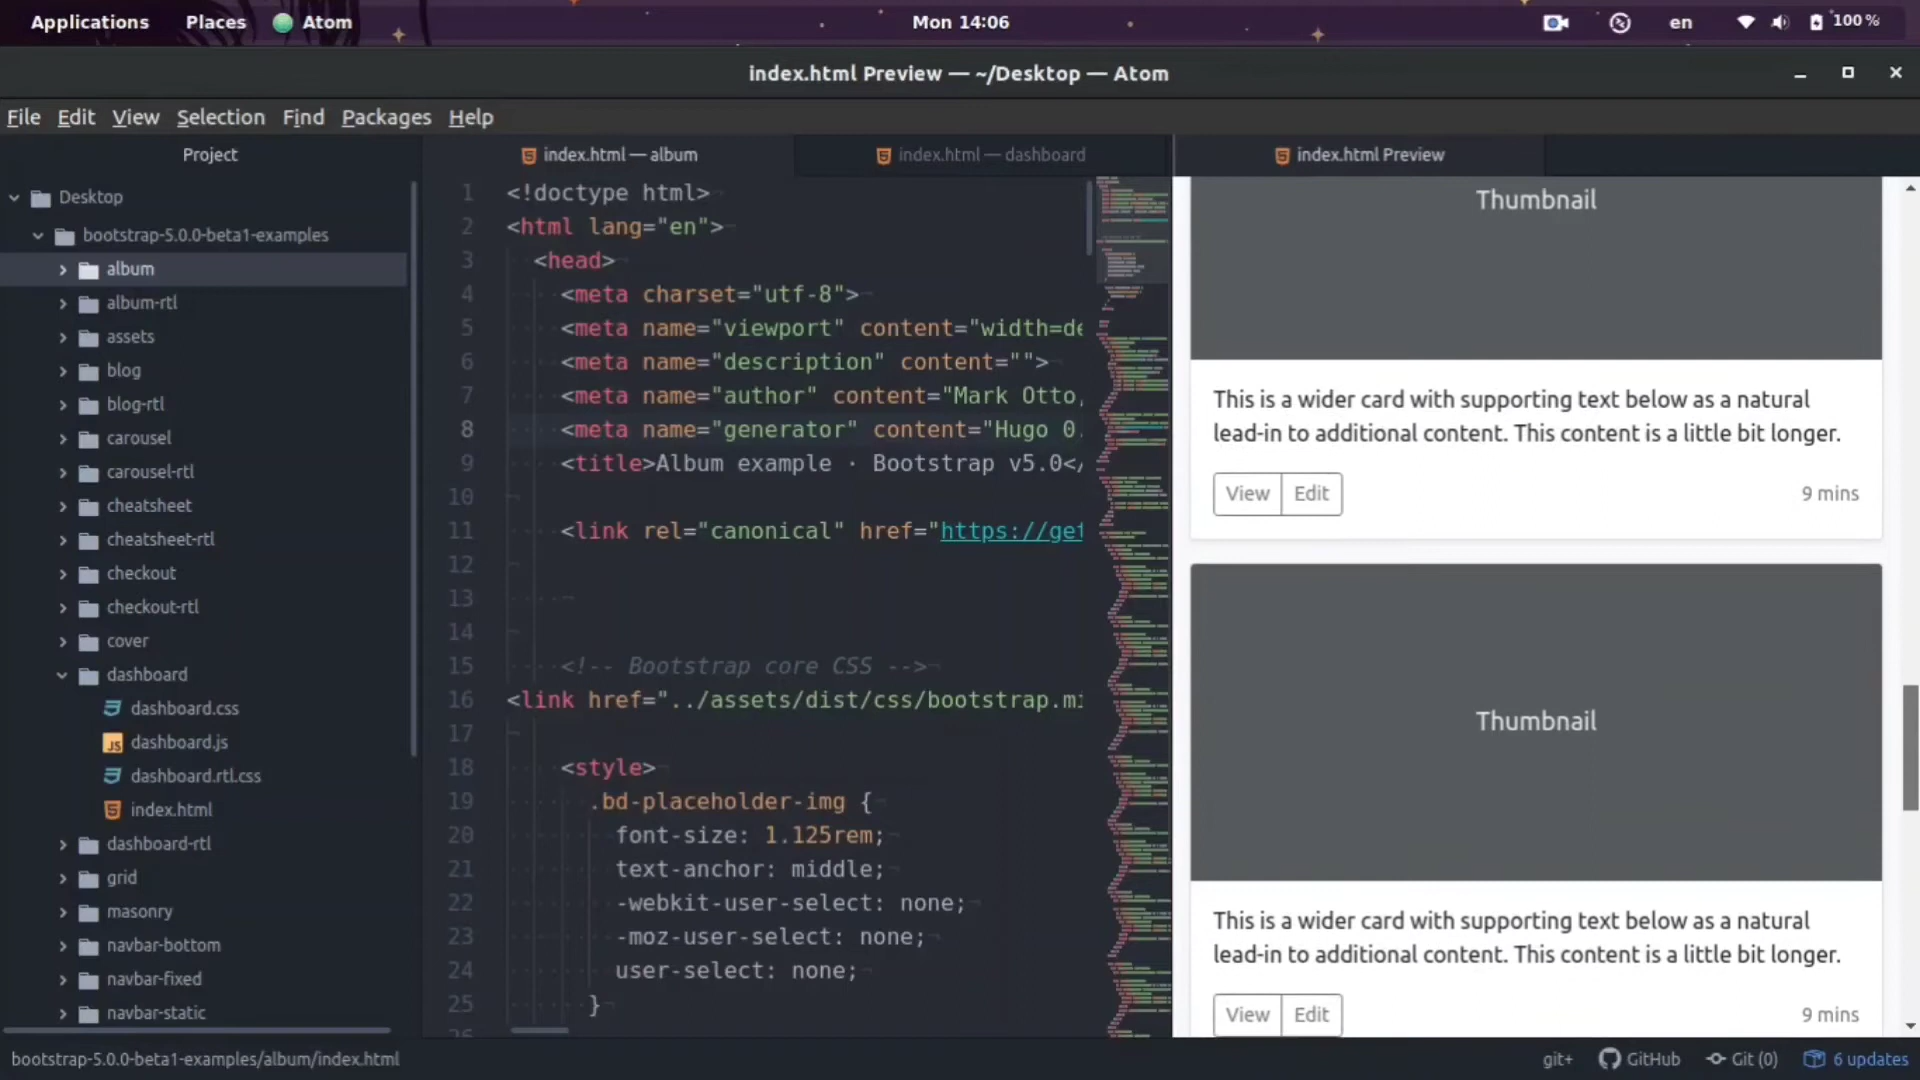 Applications Places Atom Mon 14:06 en 100 %
index.html Preview — ~/Desktop — Atom
File Edit View Selection Find Packages Help
Project
Desktop
bootstrap-5.0.0-beta1-examples
album
album-rtl
assets
blog
blog-rtl
carousel
carousel-rtl
cheatsheet
cheatsheet-rtl
checkout
checkout-rtl
cover
dashboard
dashboard.css
dashboard.js
dashboard.rtl.css
index.html
dashboard-rtl
grid
masonry
navbar-bottom
navbar-fixed
navbar-static
index.html — album
index.html — dashboard
1 <!doctype html>
2 <html lang="en">
3 <head>
4 <meta charset="utf-8">
5 <meta name="viewport" content="width=de
6 <meta name="description" content="">
7 <meta name="author" content="Mark Otto,
8 <meta name="generator" content="Hugo 0.
9 <title>Album example · Bootstrap v5.0</
10
11 <link rel="canonical" href="https://get
12
13
14
15 <!-- Bootstrap core CSS -->
16 <link href="../assets/dist/css/bootstrap.mi
17
18 <style>
19 .bd-placeholder-img {
20 font-size: 1.125rem;
21 text-anchor: middle;
22 -webkit-user-select: none;
23 -moz-user-select: none;
24 user-select: none;
25 }
index.html Preview
Thumbnail
This is a wider card with supporting text below as a natural
lead-in to additional content. This content is a little bit longer.
View Edit 9 mins
Thumbnail
This is a wider card with supporting text below as a natural
lead-in to additional content. This content is a little bit longer.
View Edit 9 mins
bootstrap-5.0.0-beta1-examples/album/index.html
git+ GitHub Git (0) 6 updates